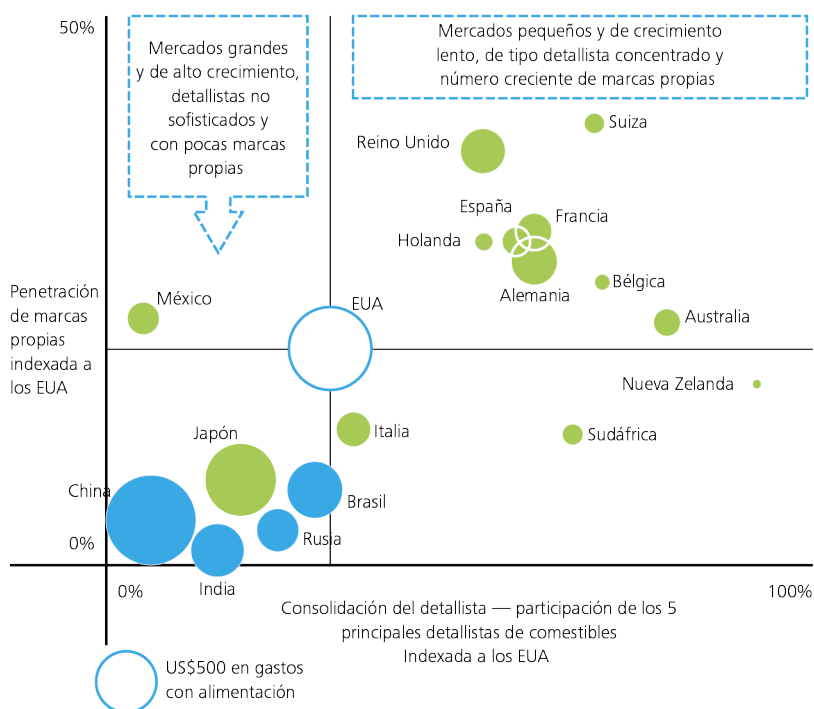 50%
Mercados grandes
y de alto crecimiento,
detallistas no
sofisticados y
con pocas marcas
propias
Mercados pequeños y de crecimiento
lento, de tipo detallista concentrado y
número creciente de marcas propias
Suiza
Reino Unido
España
Francia
Holanda
Alemania
Bélgica
Penetración
de marcas
propias
indexada a
los EUA
México
EUA
Australia
Nueva Zelanda
Italia
Sudáfrica
Japón
China
Brasil
Rusia
India
0%
0%
100%
Consolidación del detallista — participación de los 5
principales detallistas de comestibles
Indexada a los EUA
US$500 en gastos
con alimentación